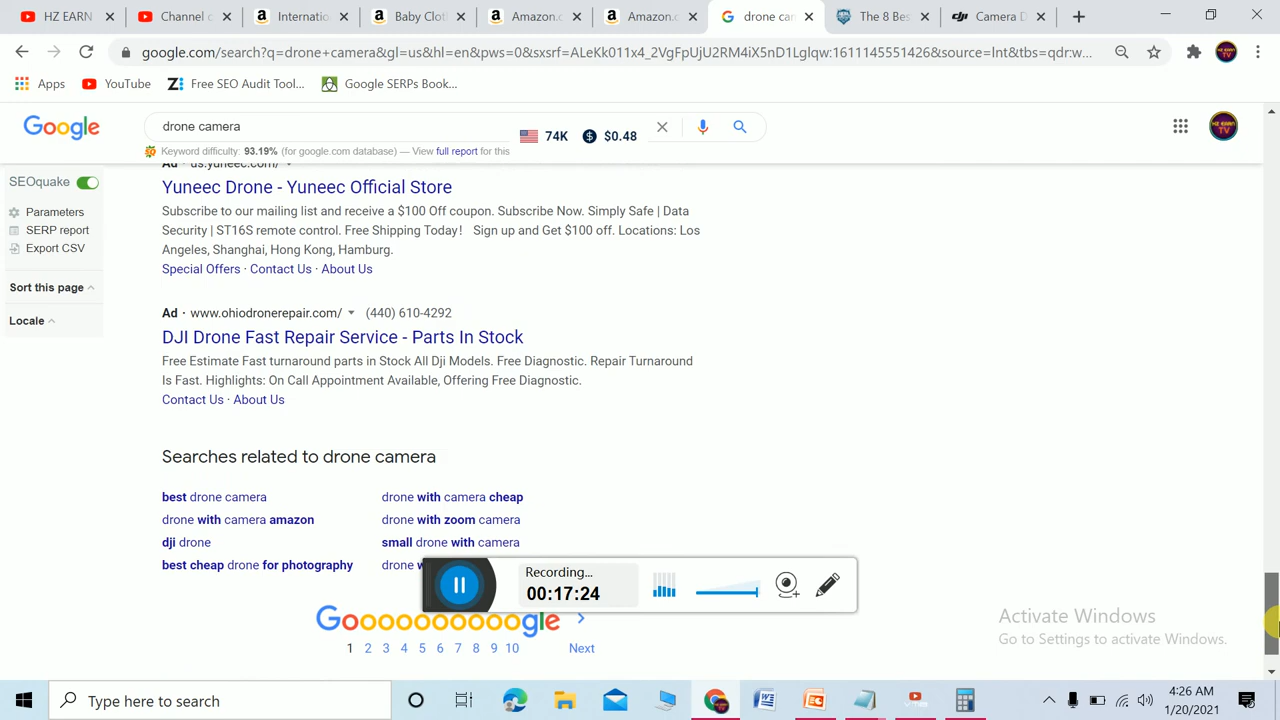 HZ EARN
Channel c
Internatio
Baby Clotl
Amazon.c
Amazon.c
drone can
The 8 Bes
Camera D
google.com/search?q=drone+camera&gl=us&hl=en&pws=0&sxsrf=ALeKk011x4_2VgFpUjU2RM4iX5nD1Lglqw:1611145551426&source=lnt&tbs=qdr:w...
Apps
YouTube
Free SEO Audit Tool...
Google SERPs Book...
Google
drone camera
74K
$0.48
Keyword difficulty: 93.19% (for google.com database) — View full report for this
SEOquake
Parameters
SERP report
Export CSV
Sort this page
Locale
Ad · us.yuneec.com/
Yuneec Drone - Yuneec Official Store
Subscribe to our mailing list and receive a $100 Off coupon. Subscribe Now. Simply Safe | Data
Security | ST16S remote control. Free Shipping Today! Sign up and Get $100 off. Locations: Los
Angeles, Shanghai, Hong Kong, Hamburg.
Special Offers · Contact Us · About Us
Ad · www.ohiodronerepair.com/ (440) 610-4292
DJI Drone Fast Repair Service - Parts In Stock
Free Estimate Fast turnaround parts in Stock All Dji Models. Free Diagnostic. Repair Turnaround
Is Fast. Highlights: On Call Appointment Available, Offering Free Diagnostic.
Contact Us · About Us
Searches related to drone camera
best drone camera
drone with camera cheap
drone with camera amazon
drone with zoom camera
dji drone
small drone with camera
best cheap drone for photography
drone w
Recording...
00:17:24
Goooooooooogle
1 2 3 4 5 6 7 8 9 10 Next
Activate Windows
Go to Settings to activate Windows.
Type here to search
4:26 AM
1/20/2021